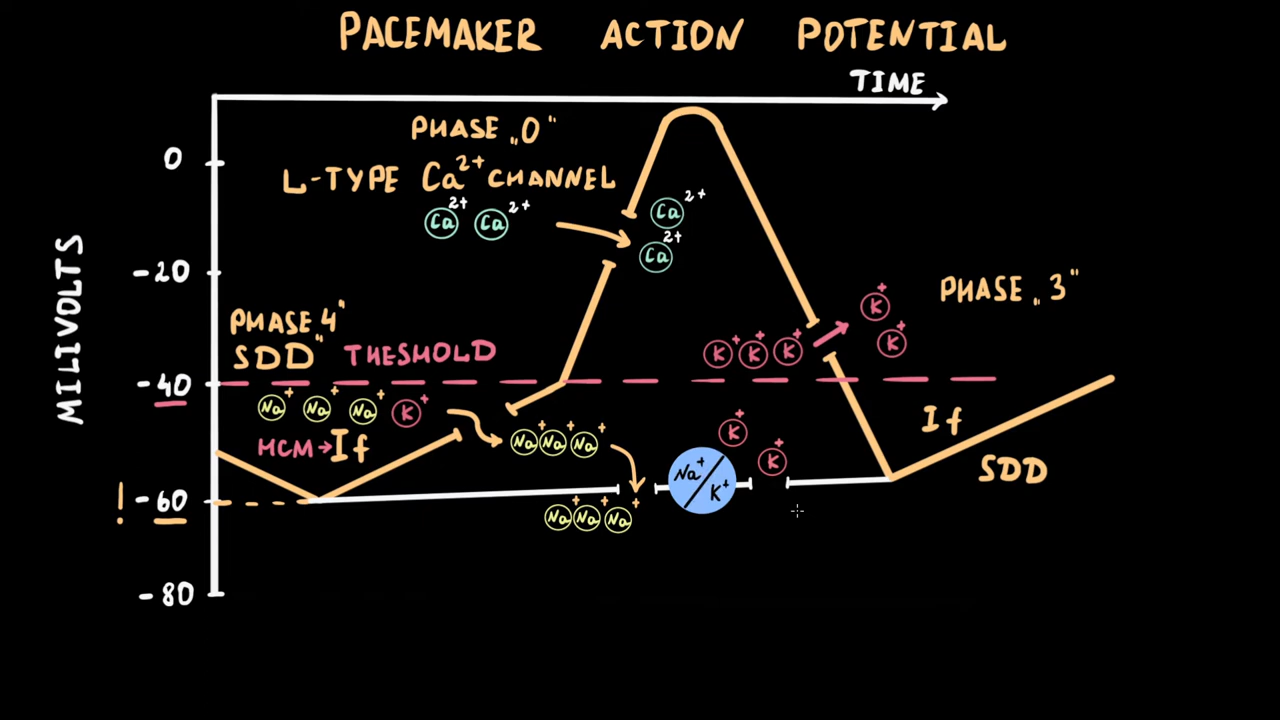 PACEMAKER ACTION POTENTIAL
TIME
MILIVOLTS
0
-20
-40
! -60
-80
PHASE „0“
L-TYPE Ca²⁺ CHANNEL
Ca²⁺ Ca²⁺
Ca²⁺
Ca²⁺
PHASE 4"
SDD"
THESHOLD
Na⁺ Na⁺ Na⁺ K⁺
HCM→If
Na⁺ Na⁺ Na⁺
Na⁺ Na⁺ Na⁺
Na⁺/K⁺
K⁺
K⁺
K⁺ K⁺ K⁺
K⁺
K⁺
PHASE „3“
If
SDD